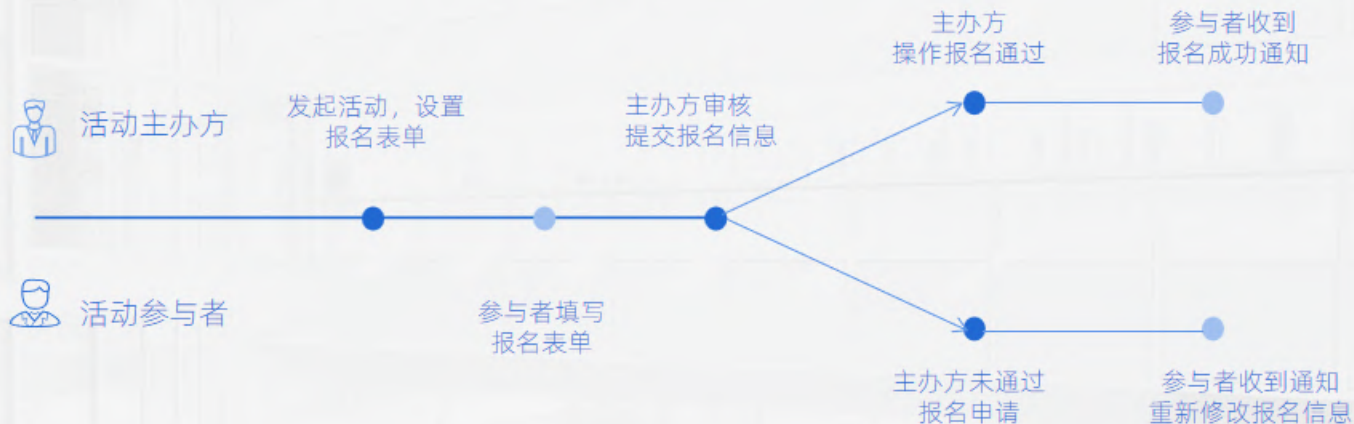 活动主办方
发起活动，设置
报名表单
主办方审核
提交报名信息
主办方
操作报名通过
参与者收到
报名成功通知
活动参与者
参与者填写
报名表单
主办方未通过
报名申请
参与者收到通知
重新修改报名信息